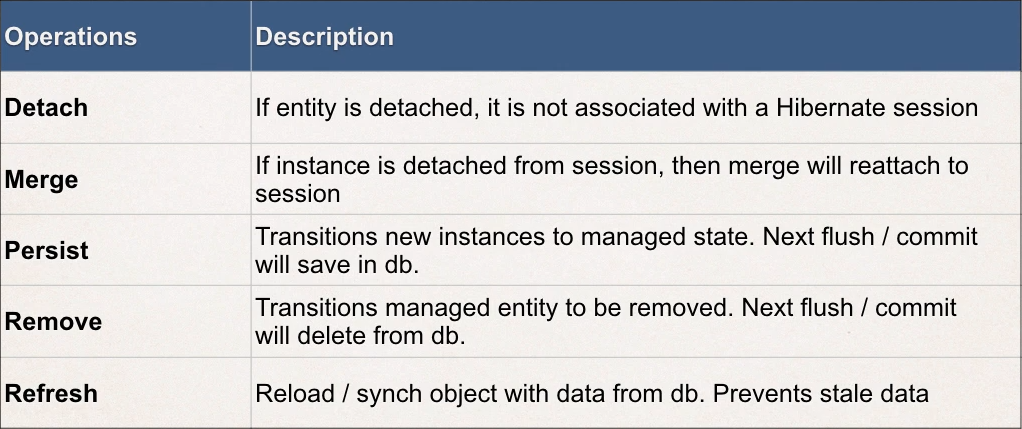 Operations Description
Detach If entity is detached, it is not associated with a Hibernate session
Merge If instance is detached from session, then merge will reattach to
session
Persist Transitions new instances to managed state. Next flush / commit
will save in db.
Remove Transitions managed entity to be removed. Next flush / commit
will delete from db.
Refresh Reload / synch object with data from db. Prevents stale data